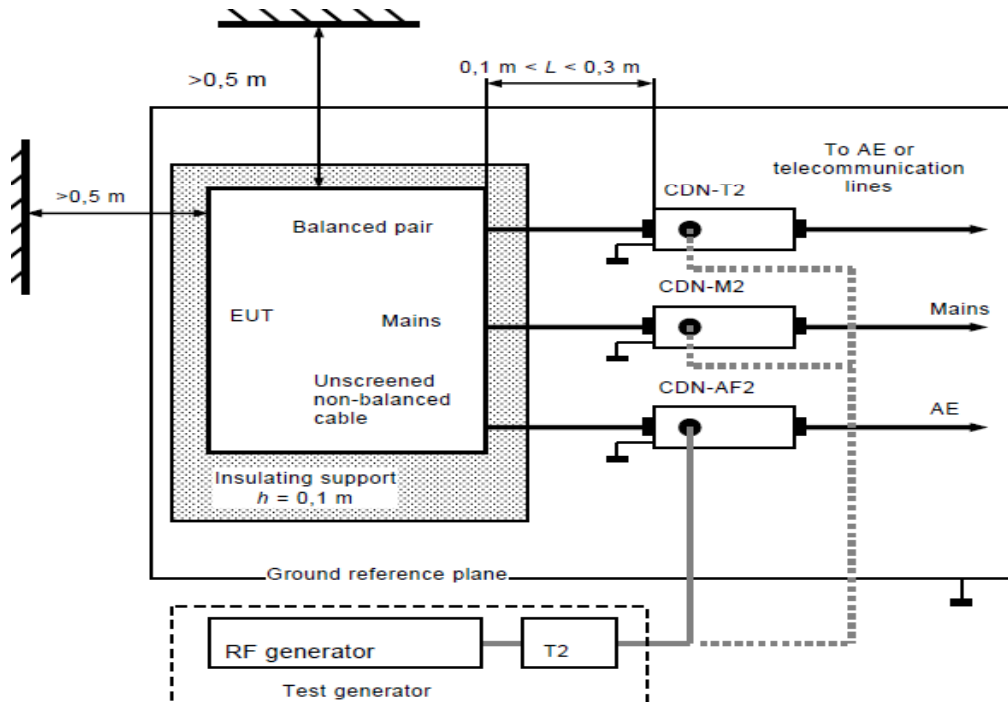 >0,5 m
0,1 m < L < 0,3 m
>0,5 m
To AE or
telecommunication
lines
CDN-T2
Balanced pair
CDN-M2
EUT
Mains
Mains
Unscreened
non-balanced
cable
CDN-AF2
AE
Insulating support
h = 0,1 m
Ground reference plane
RF generator
T2
Test generator